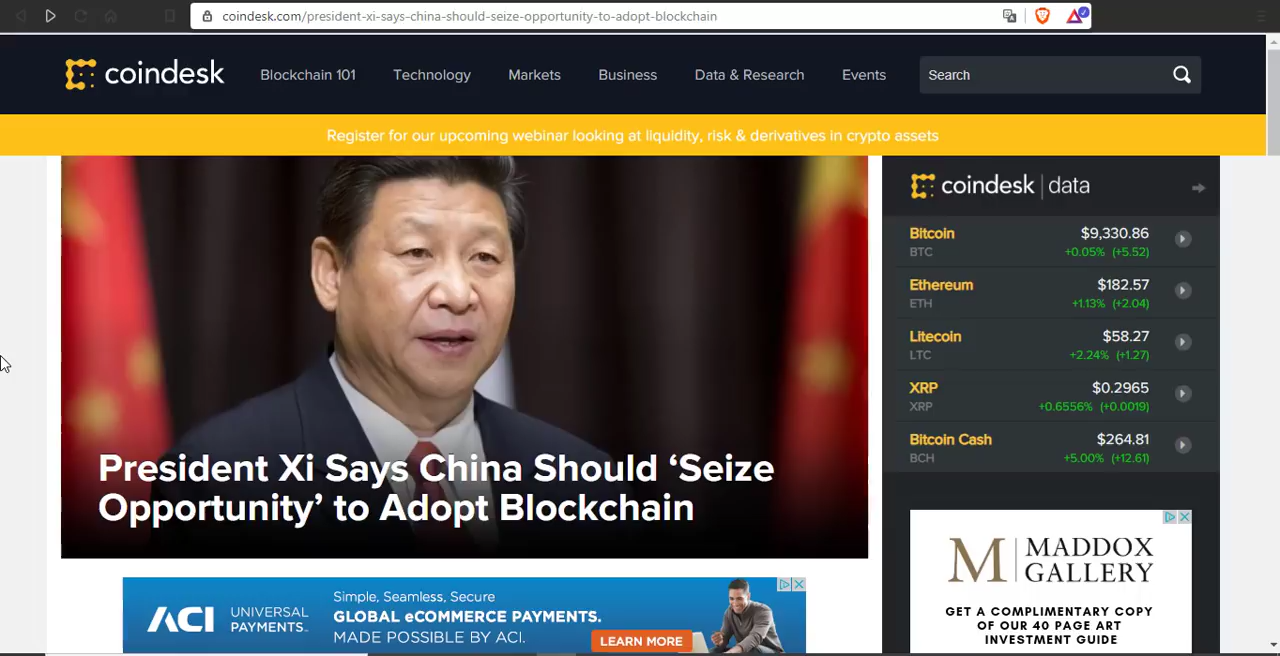 coindesk.com/president-xi-says-china-should-seize-opportunity-to-adopt-blockchain
coindesk
Blockchain 101
Technology
Markets
Business
Data & Research
Events
Search
Register for our upcoming webinar looking at liquidity, risk & derivatives in crypto assets
President Xi Says China Should ‘Seize
Opportunity’ to Adopt Blockchain
ACI UNIVERSAL
PAYMENTS
Simple, Seamless, Secure
GLOBAL eCOMMERCE PAYMENTS.
MADE POSSIBLE BY ACI.
LEARN MORE
coindesk | data
Bitcoin $9,330.86
BTC +0.05% (+5.52)
Ethereum $182.57
ETH +1.13% (+2.04)
Litecoin $58.27
LTC +2.24% (+1.27)
XRP $0.2965
XRP +0.6556% (+0.0019)
Bitcoin Cash $264.81
BCH +5.00% (+12.61)
M | MADDOX
GALLERY
GET A COMPLIMENTARY COPY
OF OUR 40 PAGE ART
INVESTMENT GUIDE